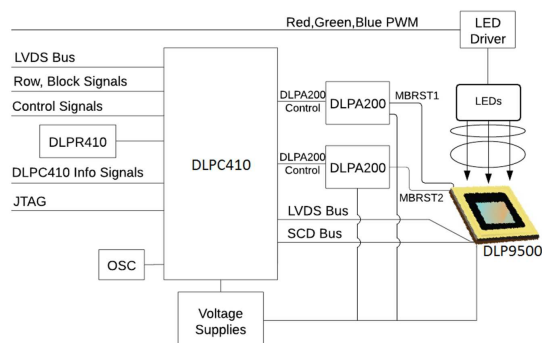 Red,Green,Blue PWM
LED
Driver
LVDS Bus
Row, Block Signals
Control Signals
DLPR410
DLPC410 Info Signals
JTAG
OSC
DLPC410
Voltage
Supplies
DLPA200
Control
DLPA200
MBRST1
DLPA200
Control
DLPA200
MBRST2
LVDS Bus
SCD Bus
LEDs
DLP9500